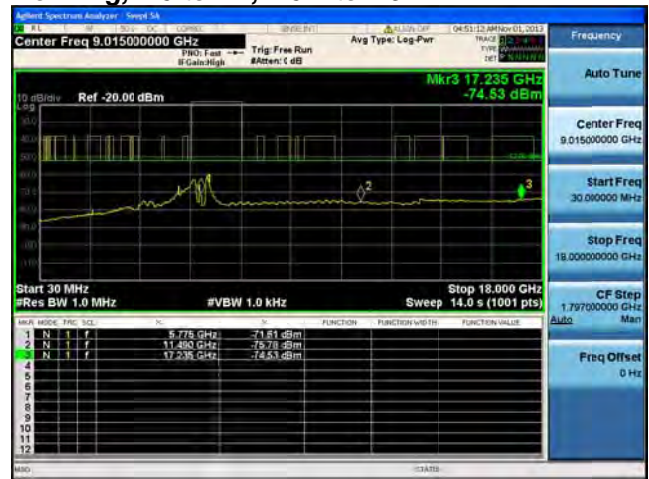 Agilent Spectrum Analyzer - Swept SA
04:51:12 AM Nov 01, 2013
Center Freq 9.015000000 GHz
Avg Type: Log-Pwr
TRACE
TYPE
DET
PNO: Fast
Trig: Free Run
IFGain:High
#Atten: 0 dB
Frequency
Auto Tune
Mkr3 17.235 GHz
-74.53 dBm
10 dB/div
Ref -20.00 dBm
Log
Center Freq
9.015000000 GHz
Start Freq
30.000000 MHz
2
3
Stop Freq
18.000000000 GHz
Start 30 MHz
Stop 18.000 GHz
#Res BW 1.0 MHz
#VBW 1.0 kHz
Sweep 14.0 s (1001 pts)
CF Step
1.797000000 GHz
Auto Man
MKR MODE TRC SCL X Y FUNCTION FUNCTION WIDTH FUNCTION VALUE
1 N 1 f 5.775 GHz -71.61 dBm
2 N 1 f 11.490 GHz -75.78 dBm
3 N 1 f 17.235 GHz -74.53 dBm
4
5
6
7
8
9
10
11
12
Freq Offset
0 Hz
MSG
STATUS